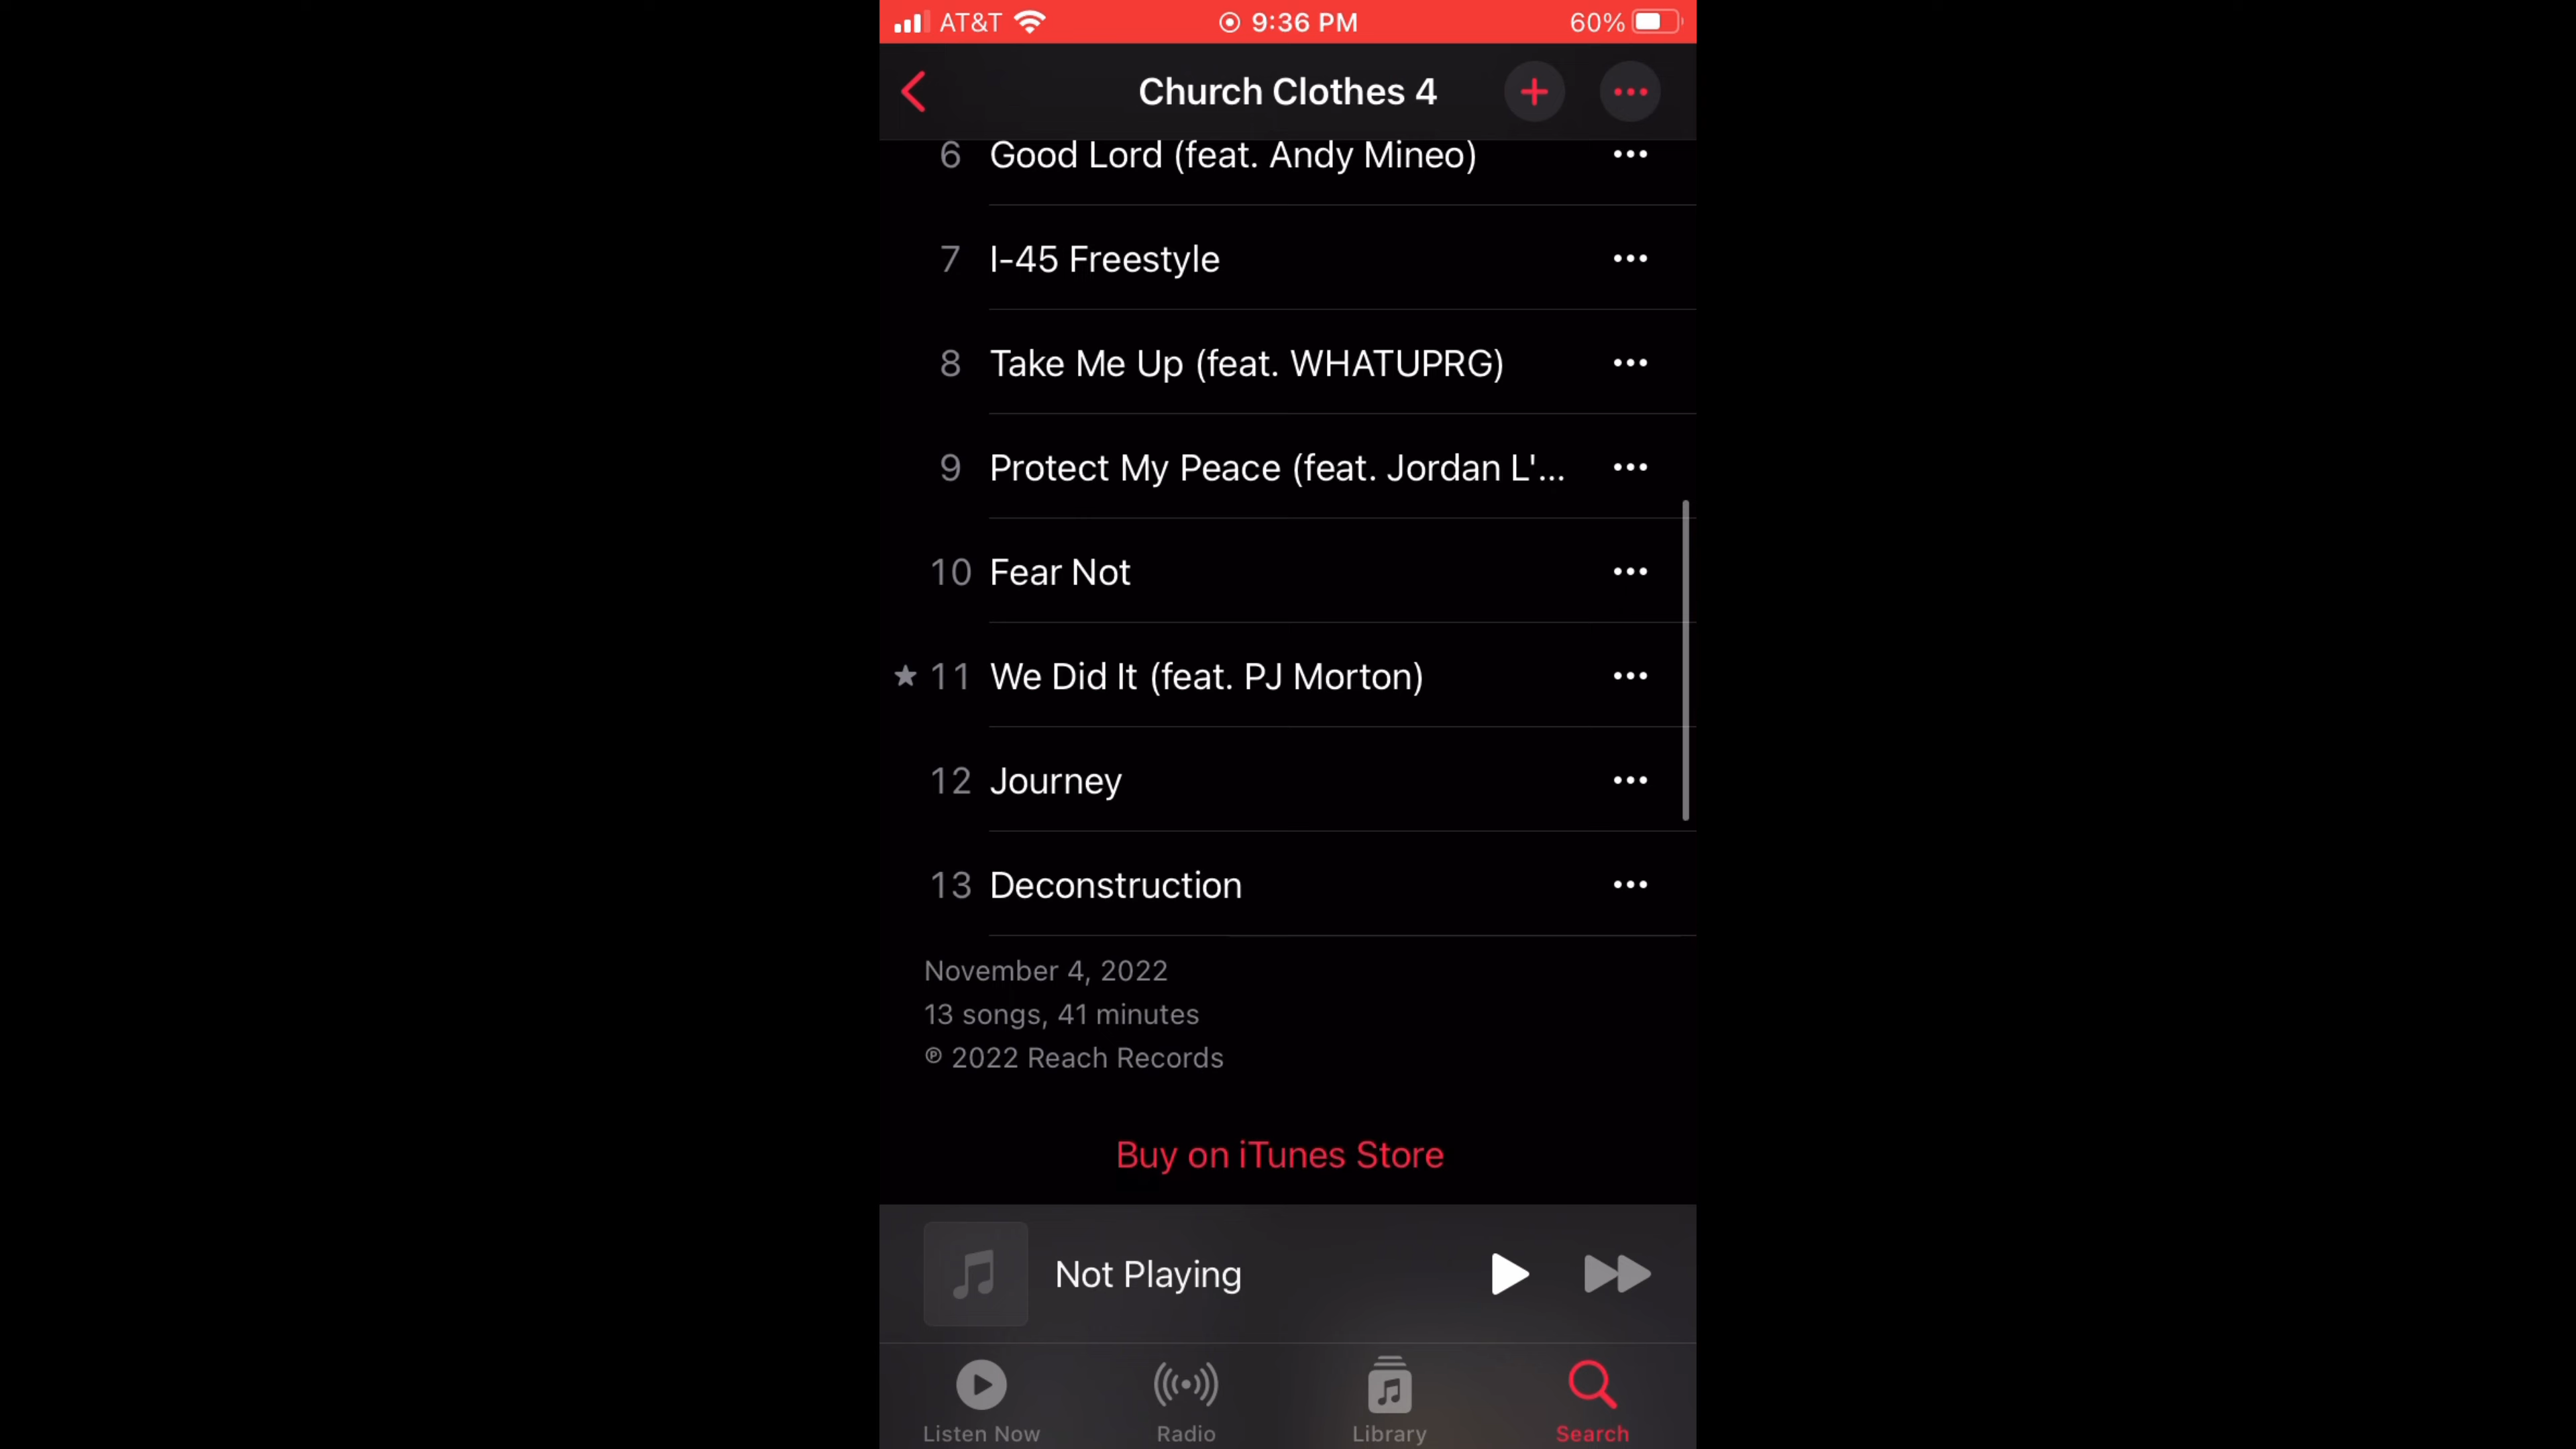 AT&T 9:36 PM 60%
Church Clothes 4
6 Good Lord (feat. Andy Mineo)
7 I-45 Freestyle
8 Take Me Up (feat. WHATUPRG)
9 Protect My Peace (feat. Jordan L'...
10 Fear Not
★ 11 We Did It (feat. PJ Morton)
12 Journey
13 Deconstruction
November 4, 2022
13 songs, 41 minutes
℗ 2022 Reach Records
Buy on iTunes Store
Not Playing
Listen Now Radio Library Search